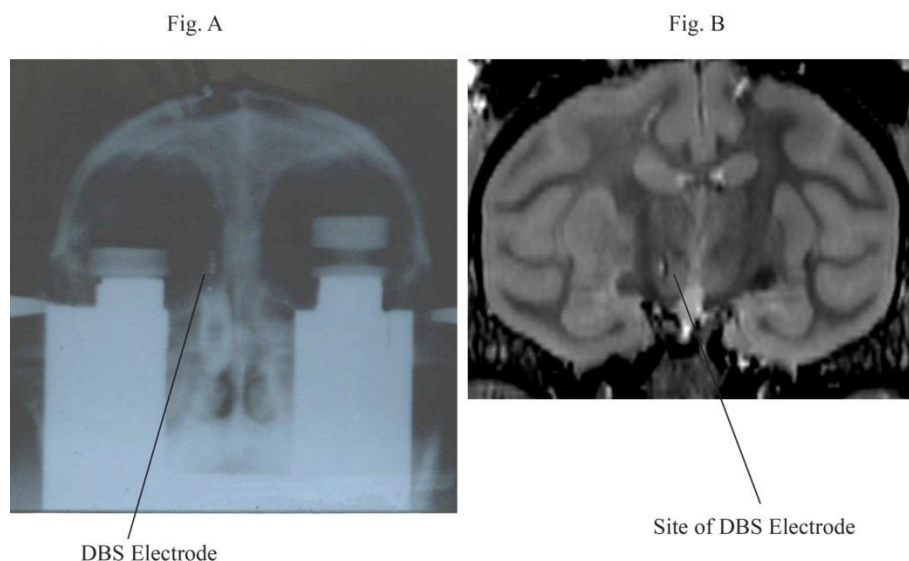 Fig. A
Fig. B
DBS Electrode
Site of DBS Electrode